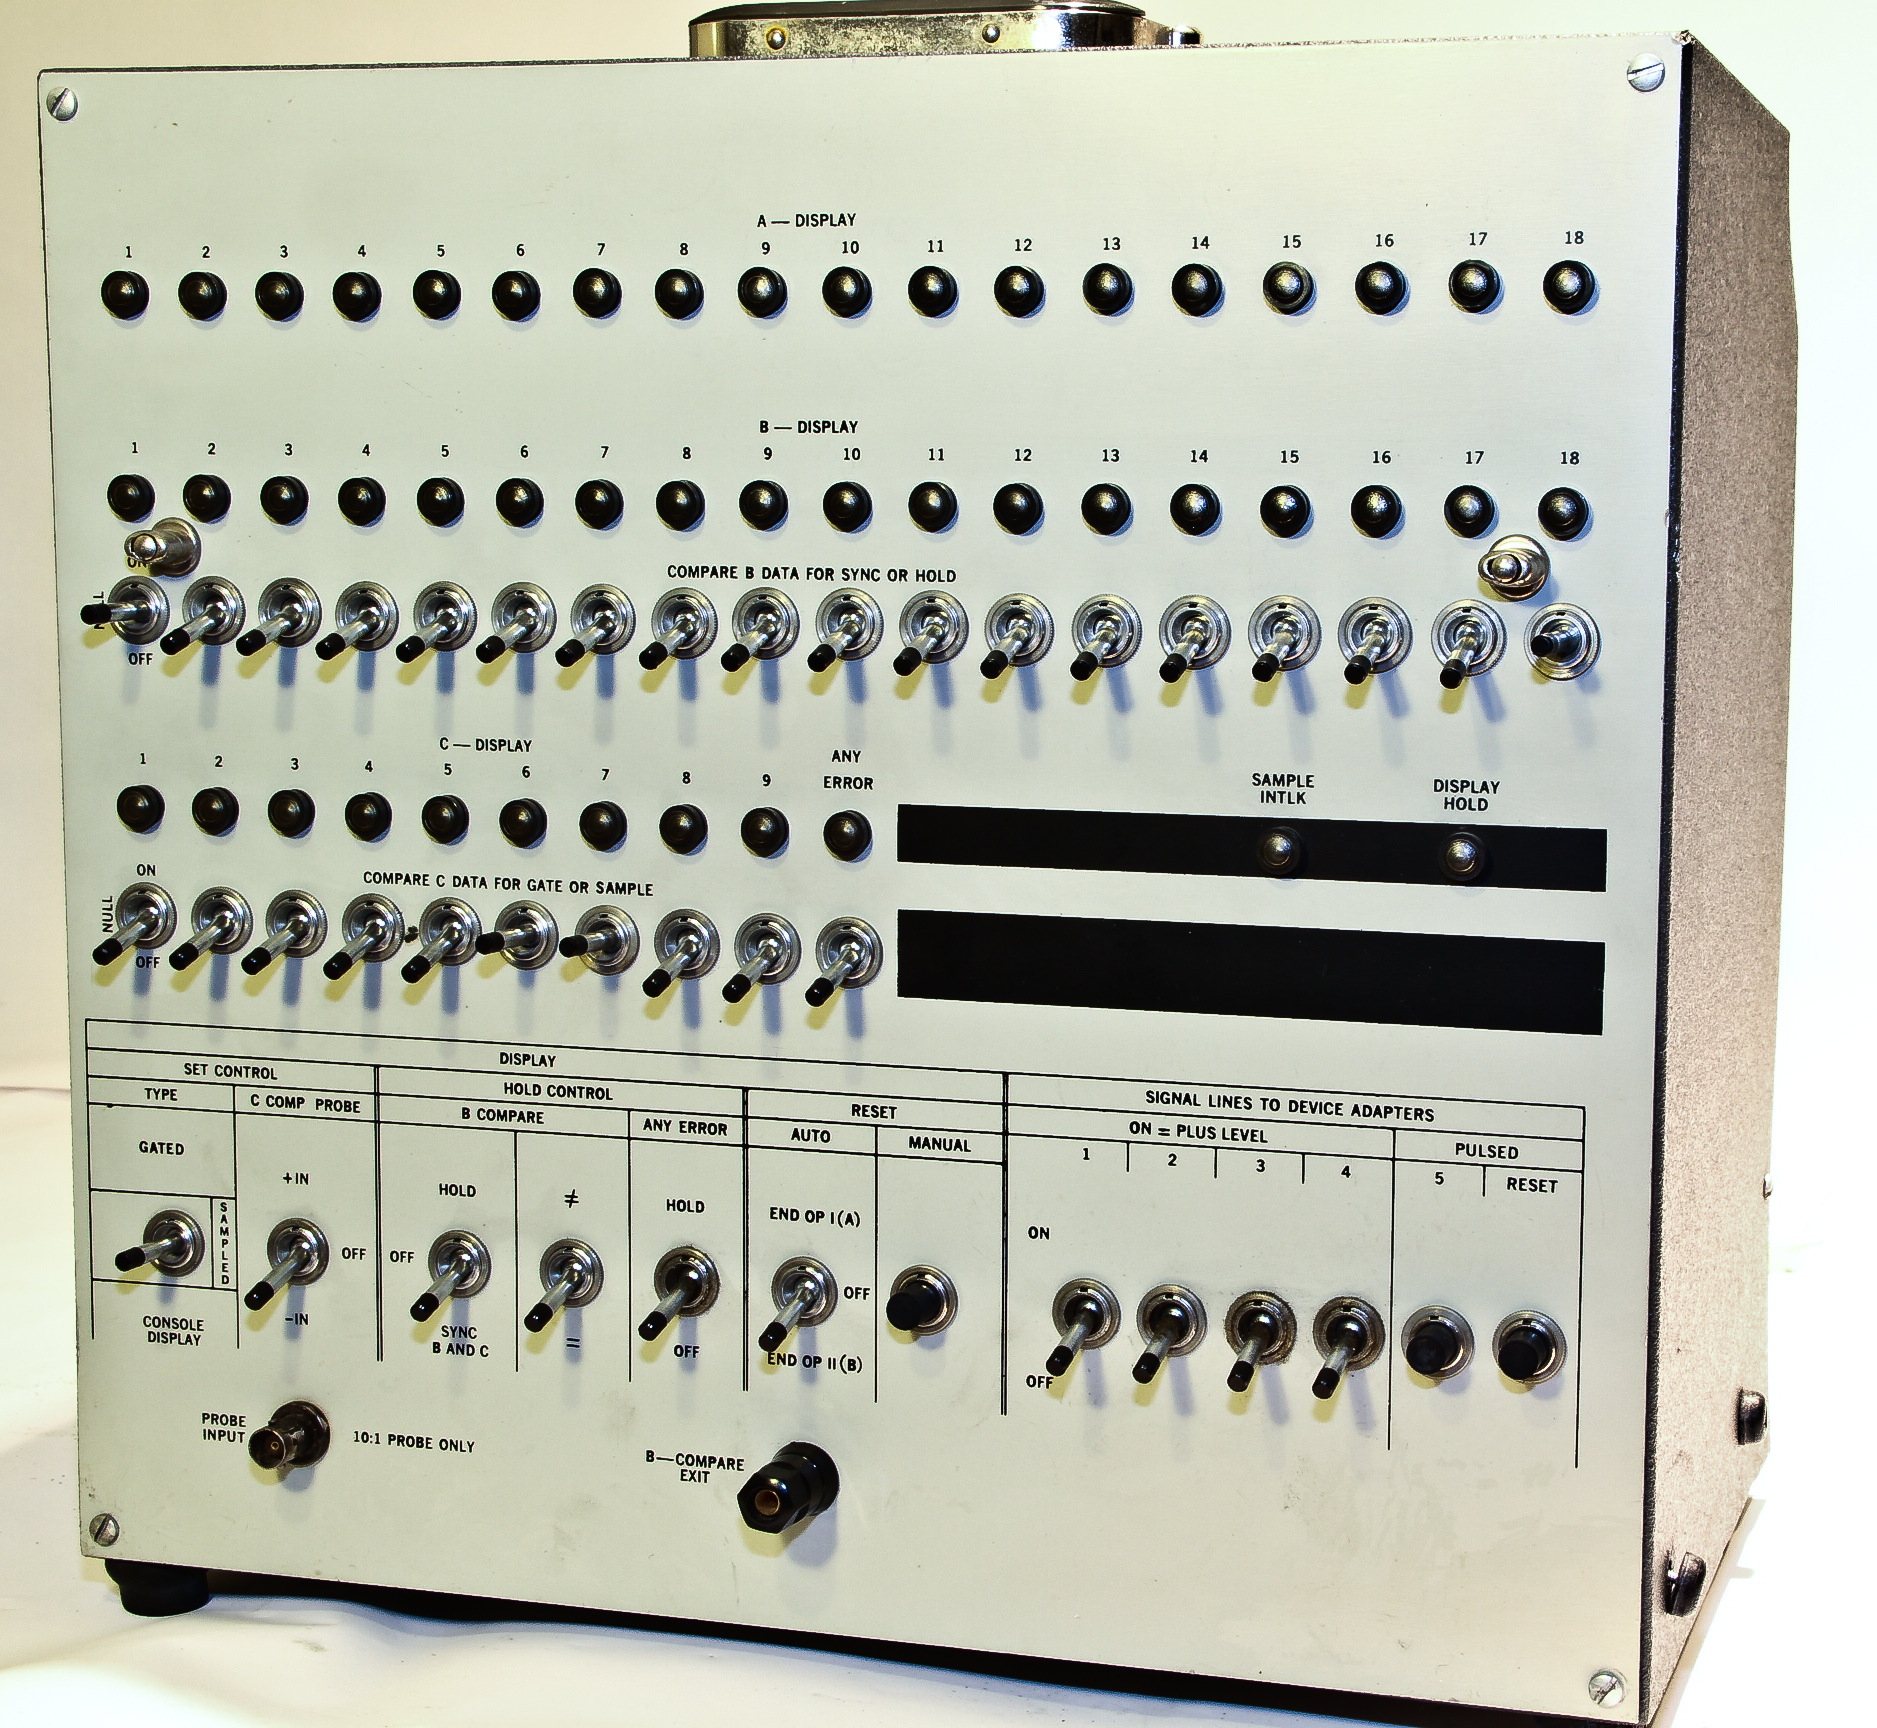 A — DISPLAY
1 2 3 4 5 6 7 8 9 10 11 12 13 14 15 16 17 18
B — DISPLAY
1 2 3 4 5 6 7 8 9 10 11 12 13 14 15 16 17 18
ON
COMPARE B DATA FOR SYNC OR HOLD
OFF
C — DISPLAY
1 2 3 4 5 6 7 8 9
ANY
ERROR
SAMPLE
INTLK
DISPLAY
HOLD
ON
COMPARE C DATA FOR GATE OR SAMPLE
NULL
OFF
DISPLAY
SET CONTROL
HOLD CONTROL
RESET
TYPE
C COMP PROBE
B COMPARE
ANY ERROR
AUTO
MANUAL
GATED
SAMPLED
CONSOLE
DISPLAY
+IN
OFF
–IN
HOLD
OFF
SYNC
B AND C
≠
=
HOLD
OFF
END OP I (A)
OFF
END OP II (B)
SIGNAL LINES TO DEVICE ADAPTERS
ON = PLUS LEVEL
PULSED
1 2 3 4 5 RESET
ON
OFF
PROBE
INPUT
10:1 PROBE ONLY
B—COMPARE
EXIT